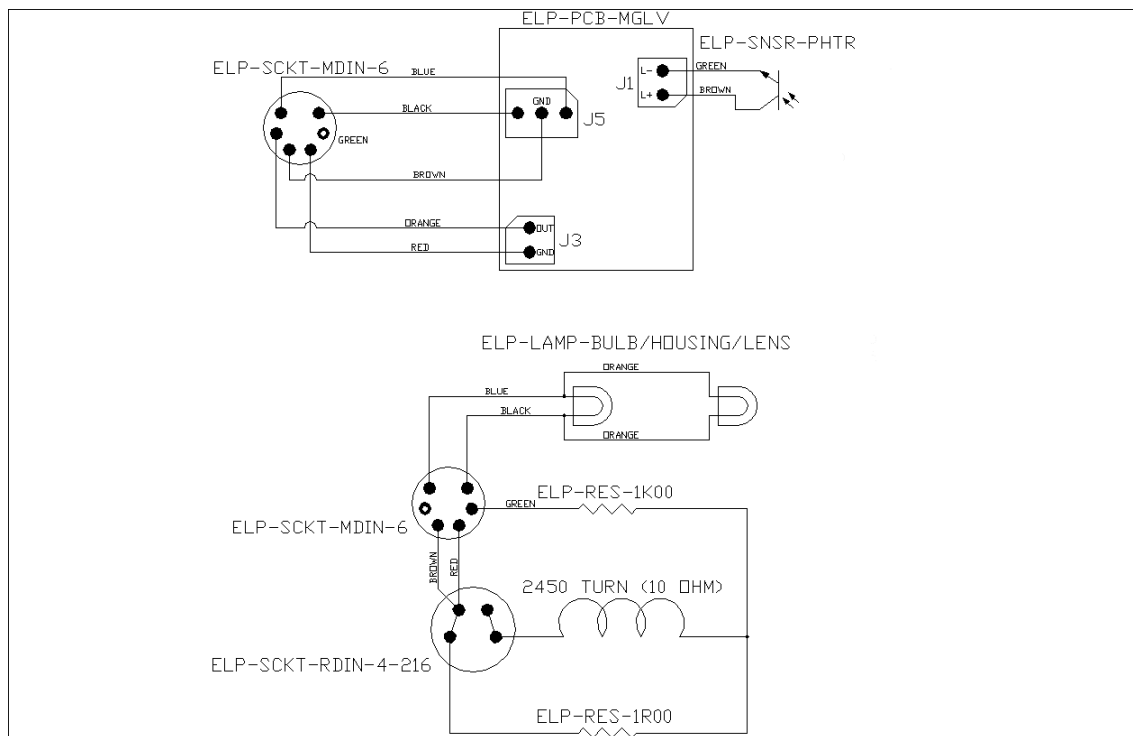 ELP-PCB-MGLV
ELP-SNSR-PHTR
ELP-SCKT-MDIN-6
BLUE
L-
GREEN
J1
L+
BROWN
BLACK
GND
J5
GREEN
BROWN
ORANGE
OUT
J3
RED
GND
ELP-LAMP-BULB/HOUSING/LENS
ORANGE
BLUE
BLACK
ORANGE
ELP-RES-1K00
GREEN
ELP-SCKT-MDIN-6
BROWN
RED
2450 TURN (10 OHM)
ELP-SCKT-RDIN-4-216
ELP-RES-1R00